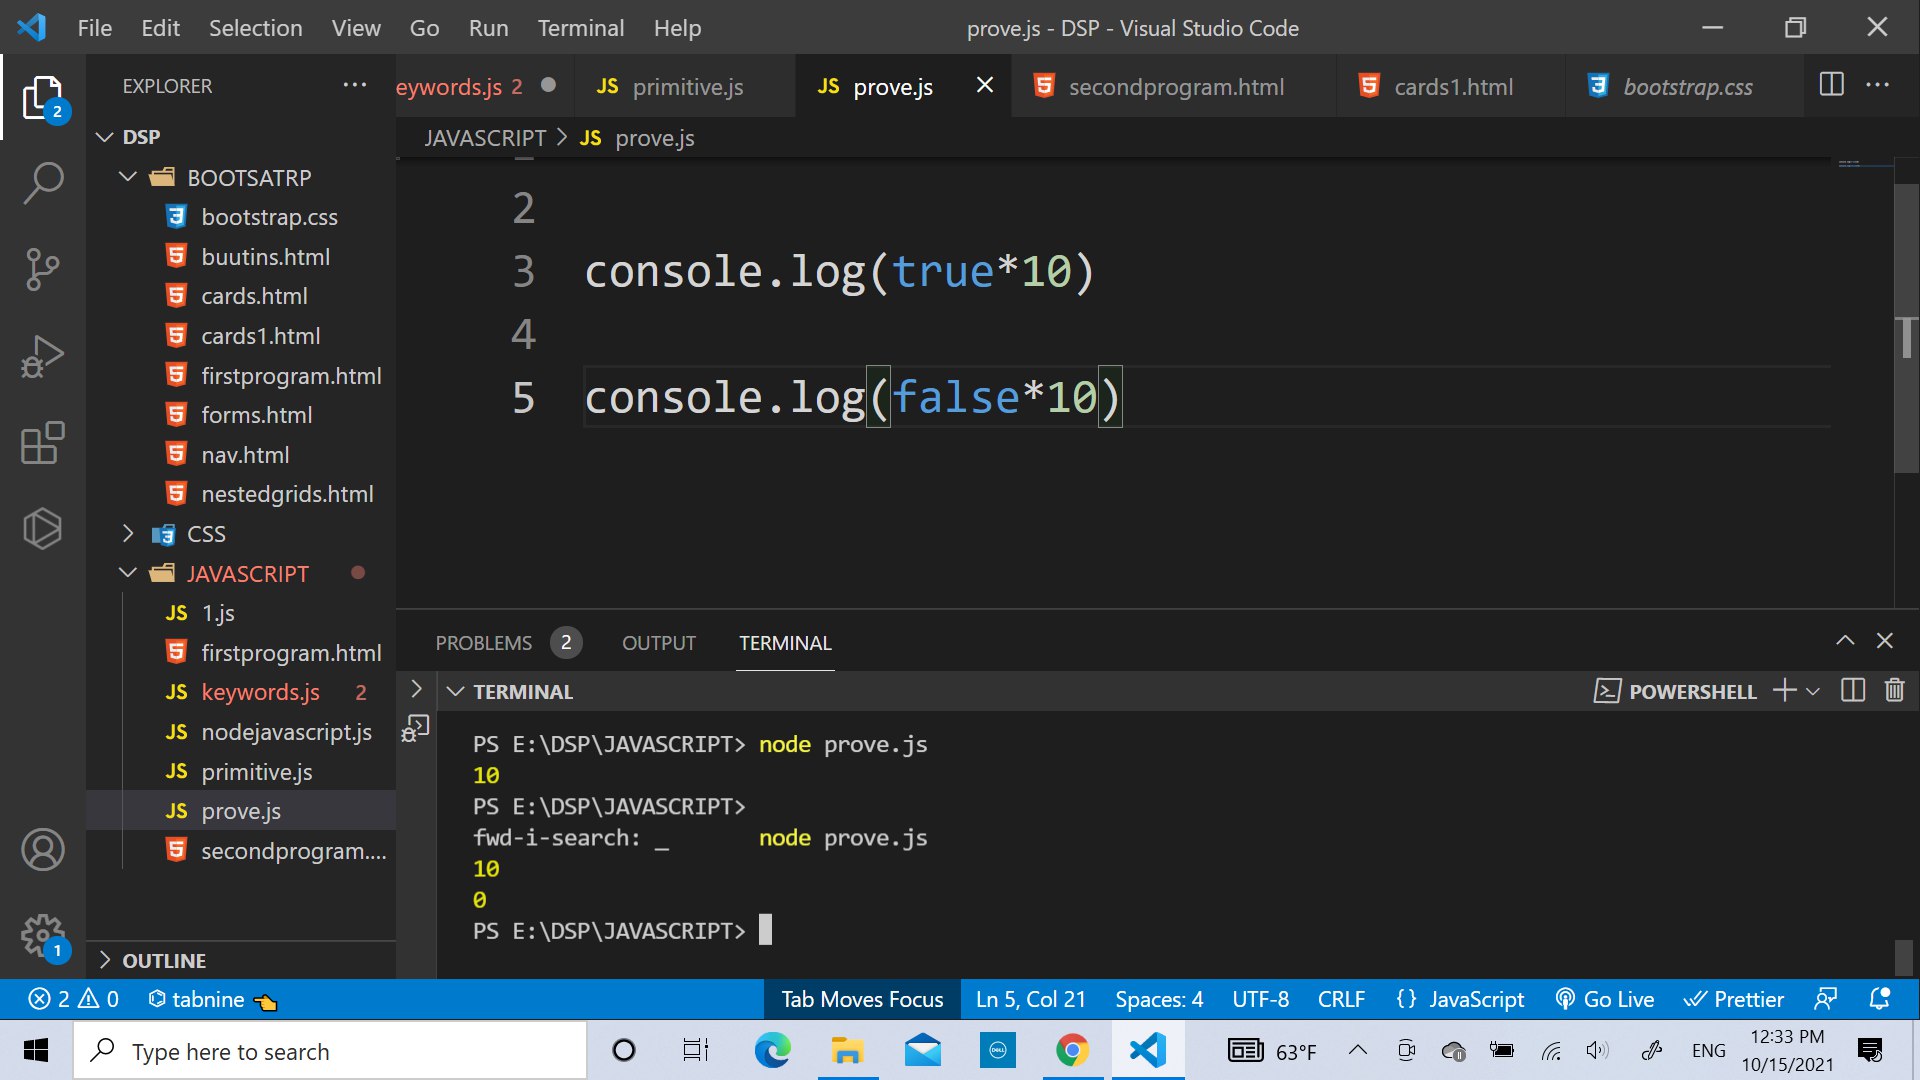 File Edit Selection View Go Run Terminal Help prove.js - DSP - Visual Studio Code
EXPLORER ··· eywords.js 2 JS primitive.js JS prove.js secondprogram.html cards1.html bootstrap.css ···
DSP
JAVASCRIPT > JS prove.js
BOOTSATRP
bootstrap.css
buutins.html
cards.html
cards1.html
firstprogram.html
forms.html
nav.html
nestedgrids.html
CSS
JAVASCRIPT
JS 1.js
firstprogram.html
JS keywords.js 2
JS nodejavascript.js
JS primitive.js
JS prove.js
secondprogram....
OUTLINE
2
1
2
3 console.log(true*10)
4
5 console.log(false*10)
PROBLEMS 2 OUTPUT TERMINAL
TERMINAL POWERSHELL
PS E:\DSP\JAVASCRIPT> node prove.js
10
PS E:\DSP\JAVASCRIPT>
fwd-i-search: _ node prove.js
10
0
PS E:\DSP\JAVASCRIPT>
2 0 tabnine Tab Moves Focus Ln 5, Col 21 Spaces: 4 UTF-8 CRLF {} JavaScript Go Live Prettier
Type here to search DELL 63°F ENG 12:33 PM
10/15/2021